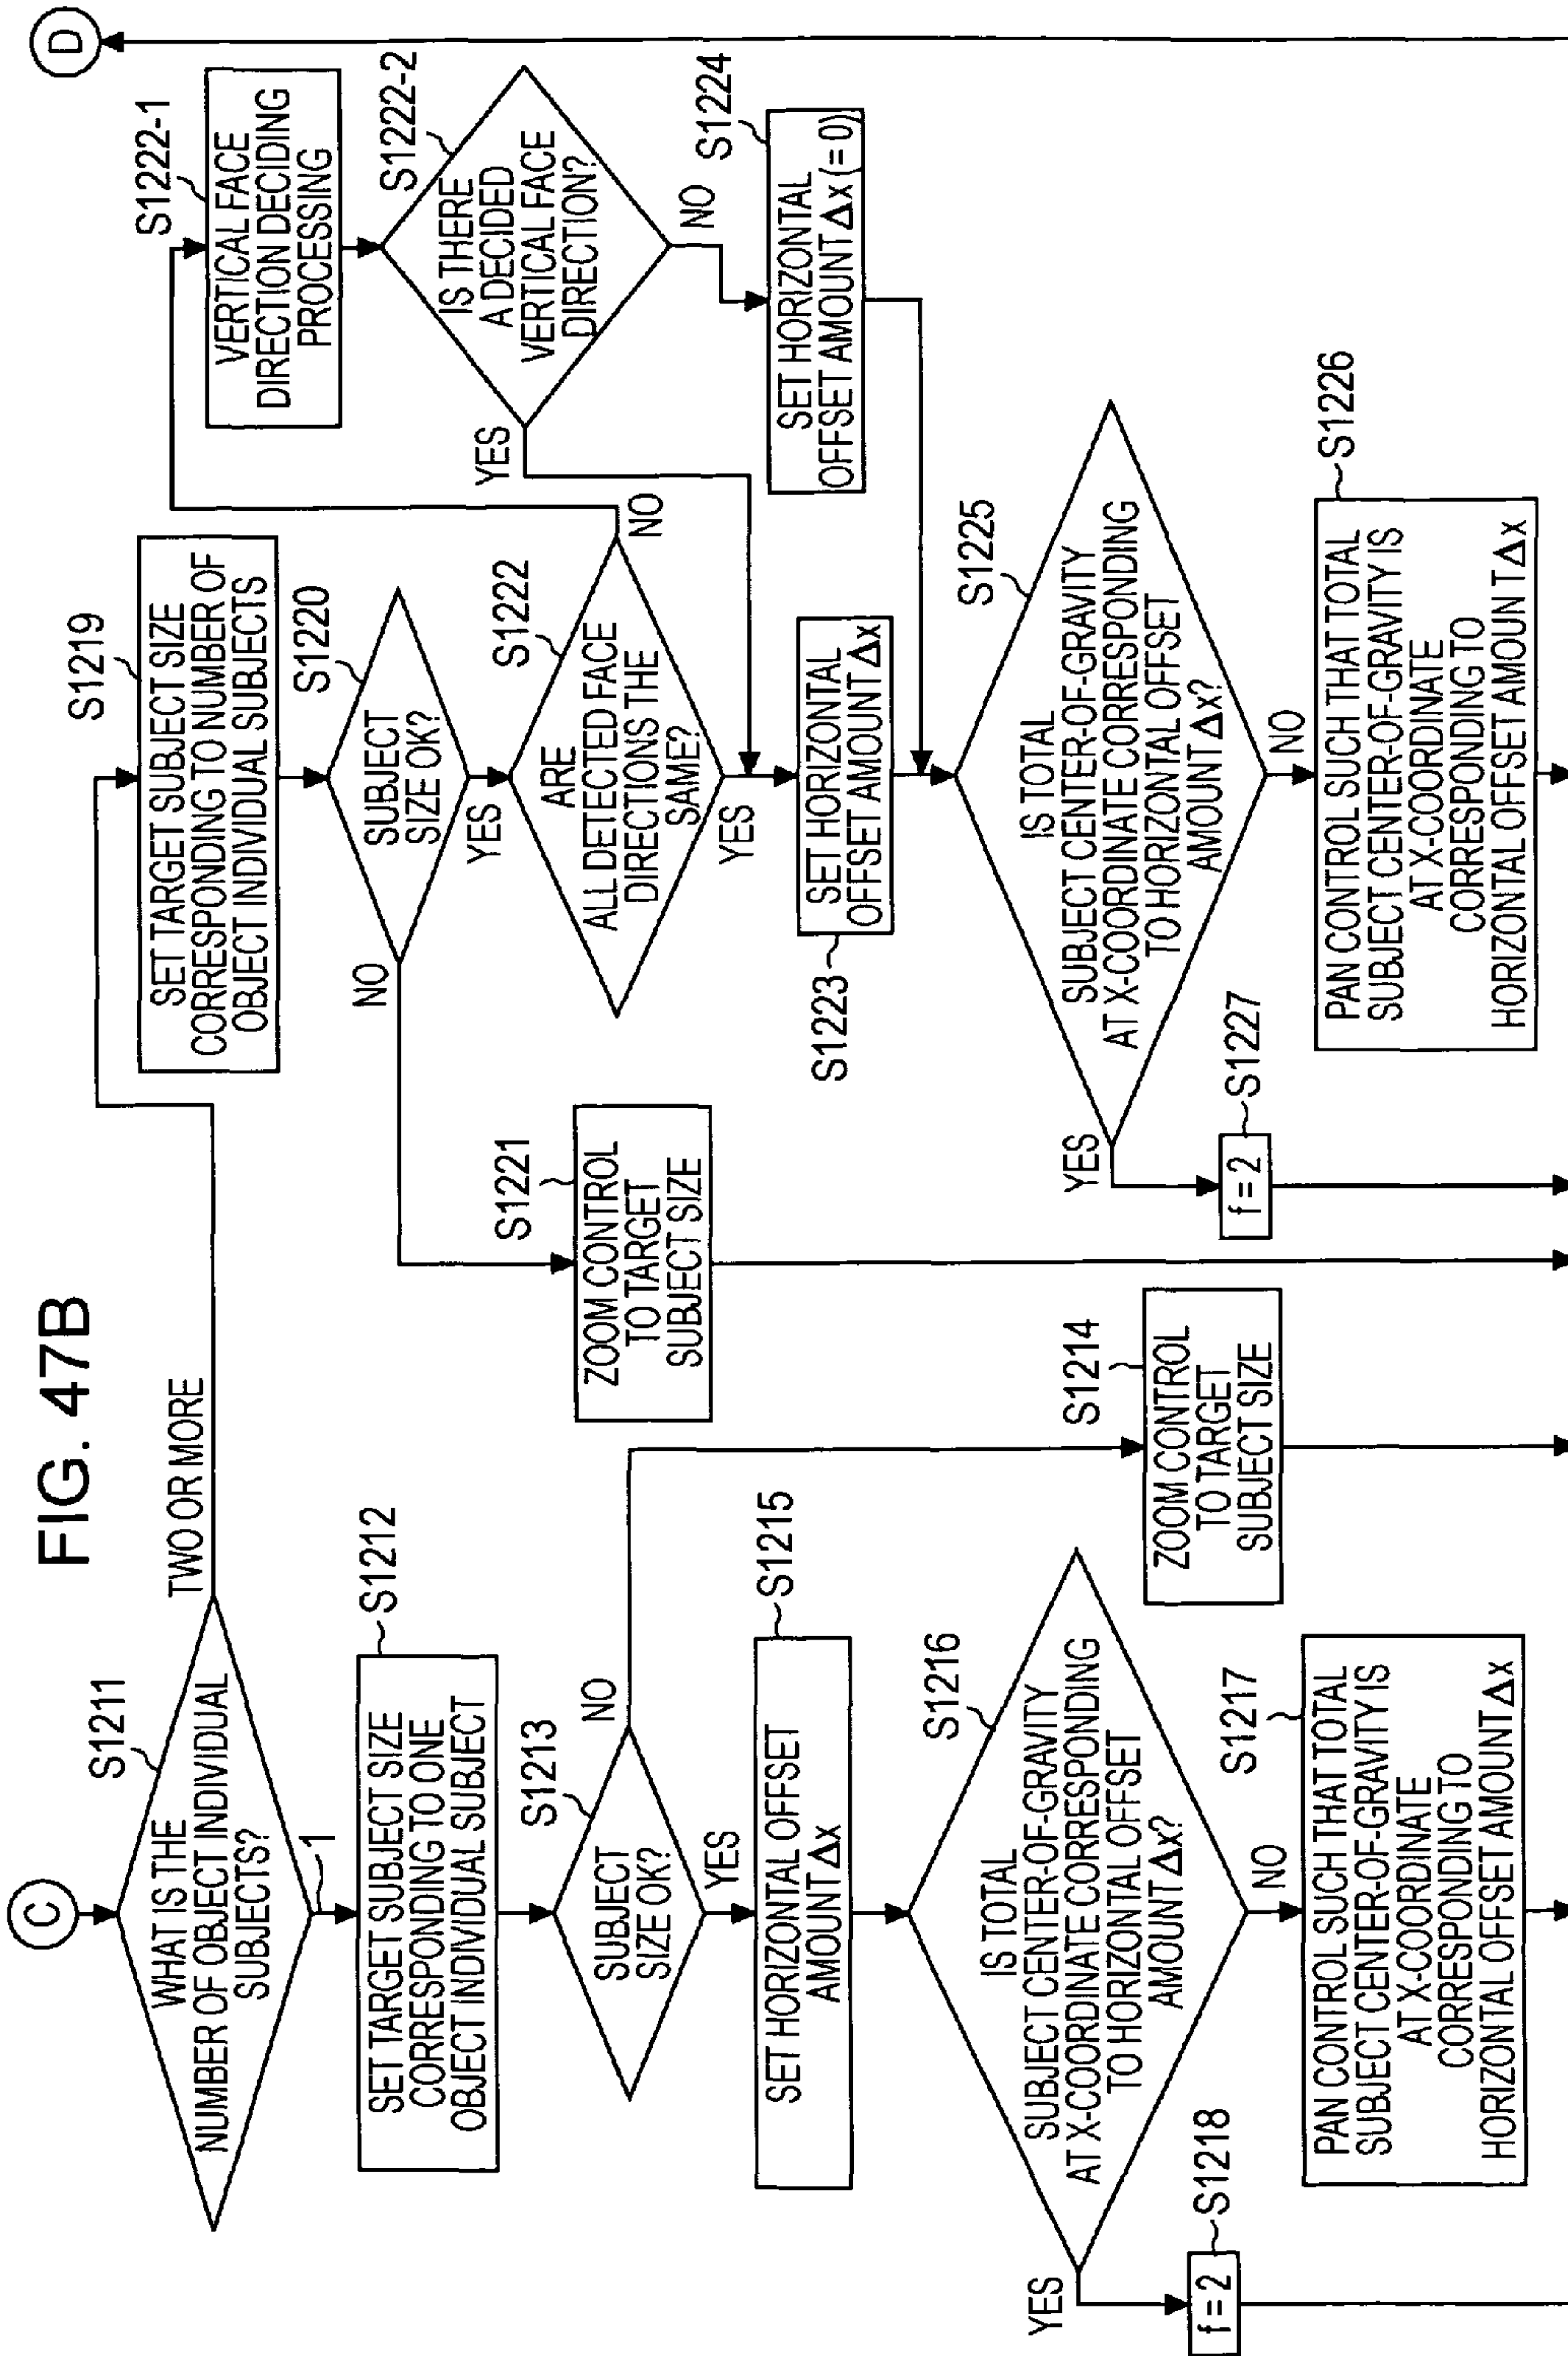 FIG. 47B
C
S1211
WHAT IS THE
NUMBER OF OBJECT INDIVIDUAL
SUBJECTS?
TWO OR MORE
1
S1212
SET TARGET SUBJECT SIZE
CORRESPONDING TO ONE
OBJECT INDIVIDUAL SUBJECT
S1213
SUBJECT
SIZE OK?
NO
YES
S1214
ZOOM CONTROL
TO TARGET
SUBJECT SIZE
S1215
SET HORIZONTAL OFFSET
AMOUNT Δx
S1216
IS TOTAL
SUBJECT CENTER-OF-GRAVITY
AT X-COORDINATE CORRESPONDING
TO HORIZONTAL OFFSET
AMOUNT Δx?
YES
NO
S1218
f = 2
S1217
PAN CONTROL SUCH THAT TOTAL
SUBJECT CENTER-OF-GRAVITY IS
AT X-COORDINATE
CORRESPONDING TO
HORIZONTAL OFFSET AMOUNT Δx
S1219
SET TARGET SUBJECT SIZE
CORRESPONDING TO NUMBER OF
OBJECT INDIVIDUAL SUBJECTS
S1220
SUBJECT
SIZE OK?
NO
YES
S1221
ZOOM CONTROL
TO TARGET
SUBJECT SIZE
S1222
ARE
ALL DETECTED FACE
DIRECTIONS THE
SAME?
NO
YES
S1222-1
VERTICAL FACE
DIRECTION DECIDING
PROCESSING
S1222-2
IS THERE
A DECIDED
VERTICAL FACE
DIRECTION?
YES
NO
S1223
SET HORIZONTAL
OFFSET AMOUNT Δx
S1224
SET HORIZONTAL
OFFSET AMOUNT Δx (= 0)
S1225
IS TOTAL
SUBJECT CENTER-OF-GRAVITY
AT X-COORDINATE CORRESPONDING
TO HORIZONTAL OFFSET
AMOUNT Δx?
YES
NO
S1227
f = 2
S1226
PAN CONTROL SUCH THAT TOTAL
SUBJECT CENTER-OF-GRAVITY IS
AT X-COORDINATE
CORRESPONDING TO
HORIZONTAL OFFSET AMOUNT Δx
D